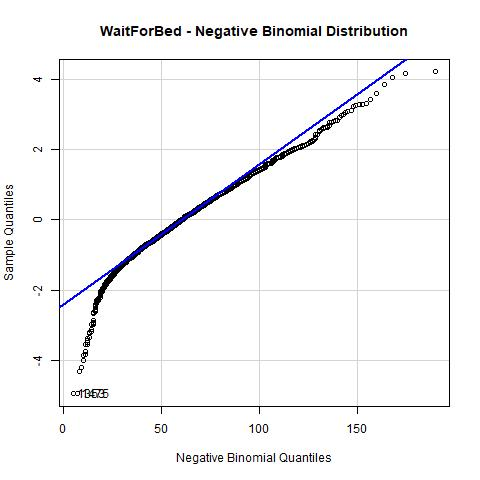 WaitForBed - Negative Binomial Distribution
Sample Quantiles
4
2
0
-2
-4
0 50 100 150
Negative Binomial Quantiles